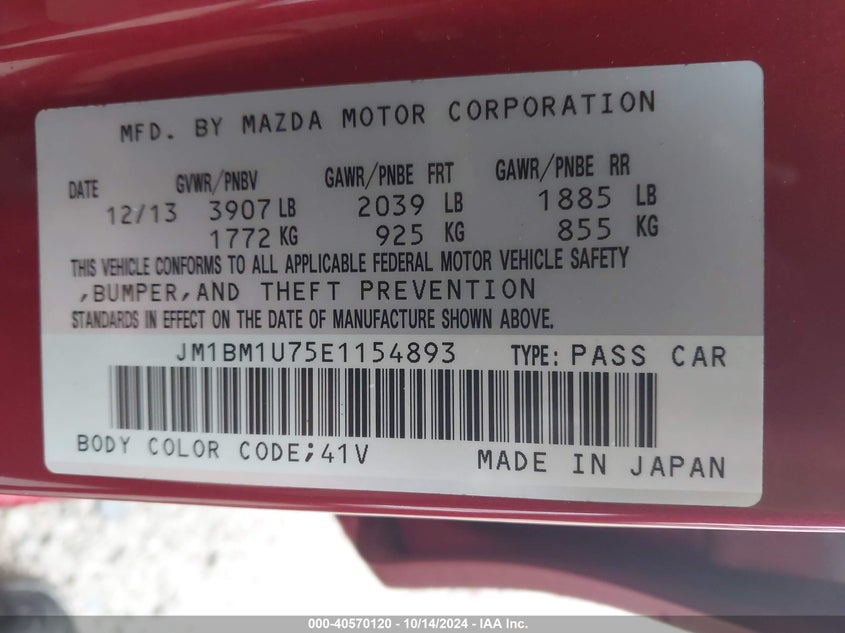 MFD. BY MAZDA MOTOR CORPORATION
DATE GVWR/PNBV GAWR/PNBE FRT GAWR/PNBE RR
12/13 3907 LB 2039 LB 1885 LB
1772 KG 925 KG 855 KG
THIS VEHICLE CONFORMS TO ALL APPLICABLE FEDERAL MOTOR VEHICLE SAFETY
,BUMPER,AND THEFT PREVENTION
STANDARDS IN EFFECT ON THE DATE OF MANUFACTURE SHOWN ABOVE.
JM1BM1U75E1154893 TYPE: PASS CAR
BODY COLOR CODE;41V MADE IN JAPAN
000-40570120 - 10/14/2024 - IAA Inc.